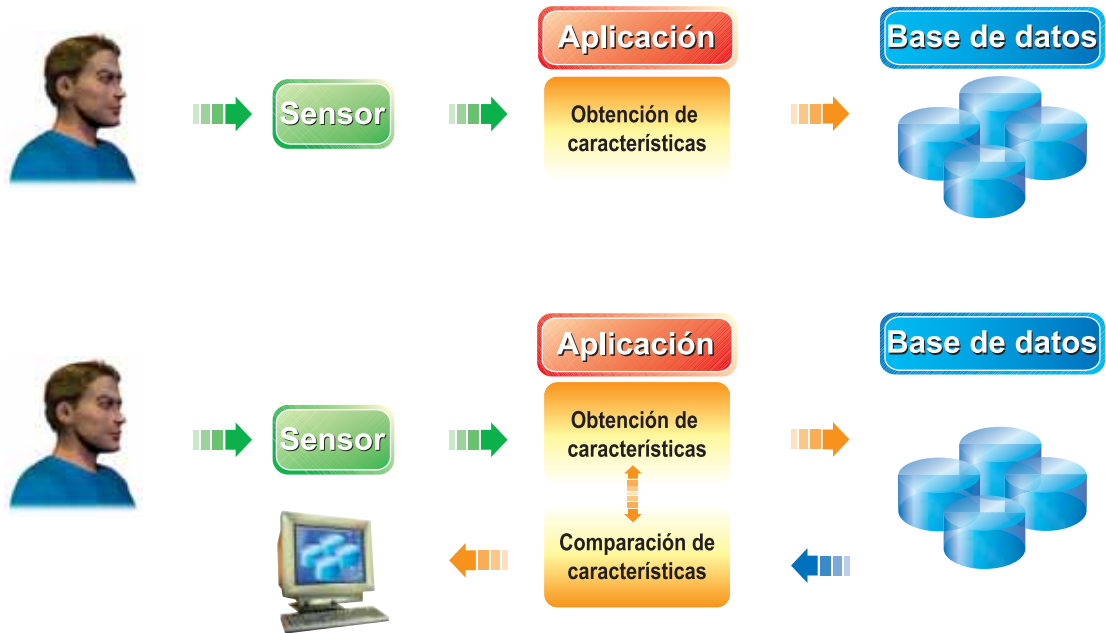 Aplicación
Base de datos
Sensor
Obtención de
características
Aplicación
Base de datos
Sensor
Obtención de
características
Comparación de
características